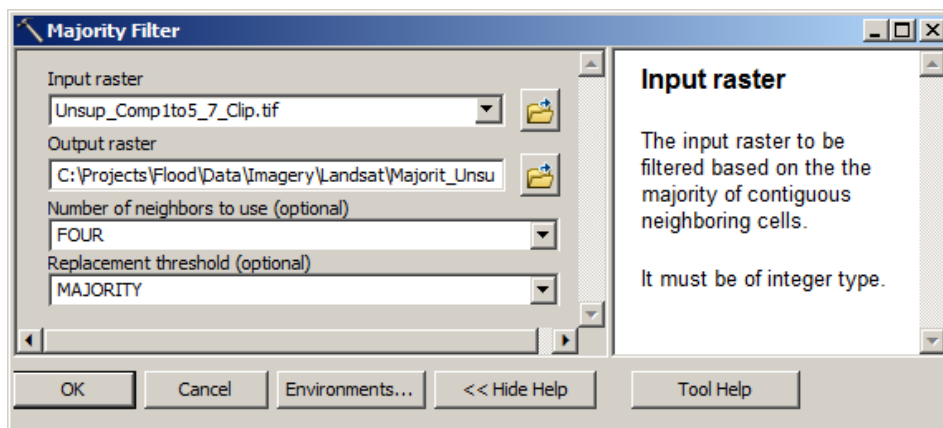 Majority Filter
Input raster
Unsup_Comp1to5_7_Clip.tif
Output raster
C:\Projects\Flood\Data\Imagery\Landsat\Majorit_Unsu
Number of neighbors to use (optional)
FOUR
Replacement threshold (optional)
MAJORITY
Input raster
The input raster to be
filtered based on the the
majority of contiguous
neighboring cells.
It must be of integer type.
OK
Cancel
Environments...
<< Hide Help
Tool Help